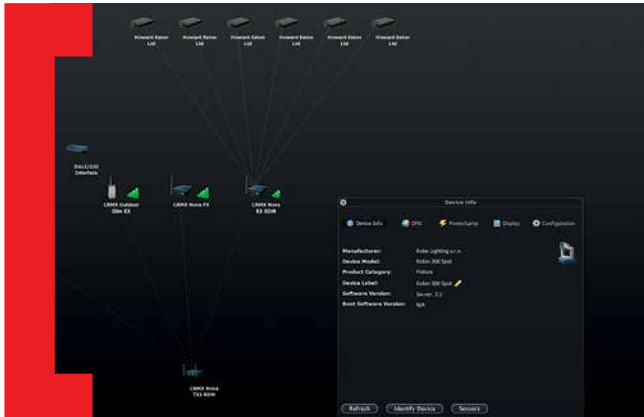 Howard Eaton
Ltd
Howard Eaton
Ltd
Howard Eaton
Ltd
Howard Eaton
Ltd
Howard Eaton
Ltd
Howard Eaton
Ltd
DALI/DSI
Interface
CRMX Outdoor
Slim RX
CRMX Nova FX
CRMX Nova
RX RDM
CRMX Nova
TX2 RDM
Device Info
Device Info
DMX
Power/Lamp
Display
Configuration
Manufacturer: Robe Lighting s.r.o.
Device Model: Robin 300 Spot
Product Category: Fixture
Device Label: Robin 300 Spot
Software Version:
Boot Software Version: N/A
Refresh
Identify Device
Sensors